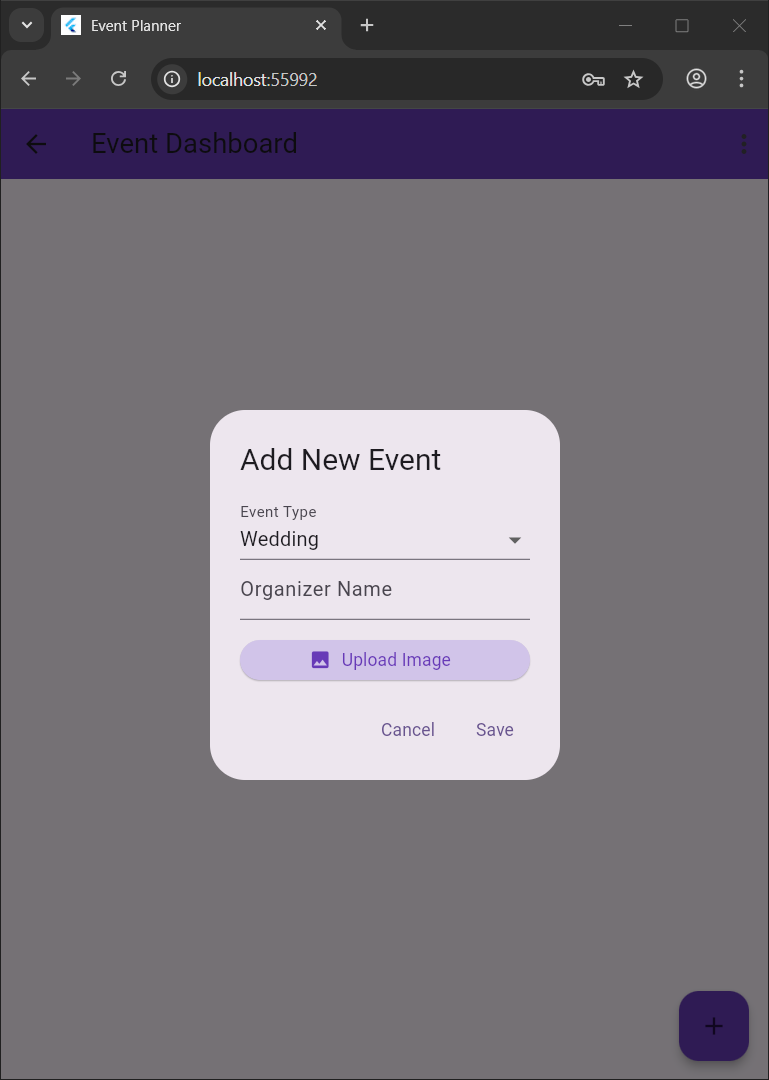 Event Planner
localhost:55992
Event Dashboard
Add New Event
Event Type
Wedding
Organizer Name
Upload Image
Cancel Save